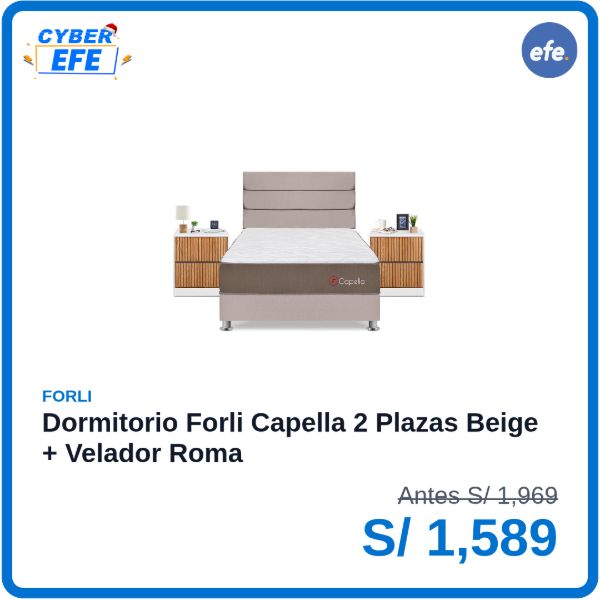 CYBER
EFE
efe.
Capella
FORLI
Dormitorio Forli Capella 2 Plazas Beige
+ Velador Roma
Antes S/ 1,969
S/ 1,589